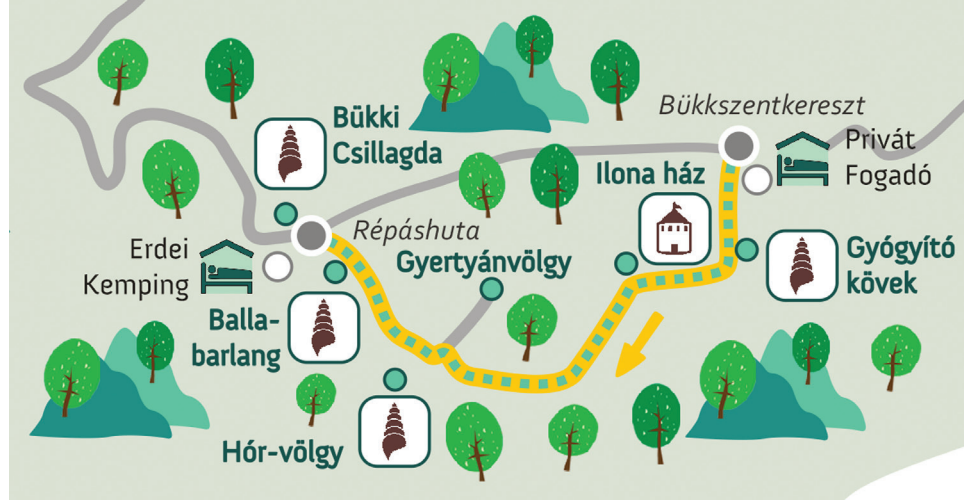 Bükkszentkereszt
Bükki
Csillagda
Privát
Fogadó
Ilona ház
Répáshuta
Erdei
Kemping
Gyertyánvölgy
Gyógyító
kövek
Balla-
barlang
Hór-völgy